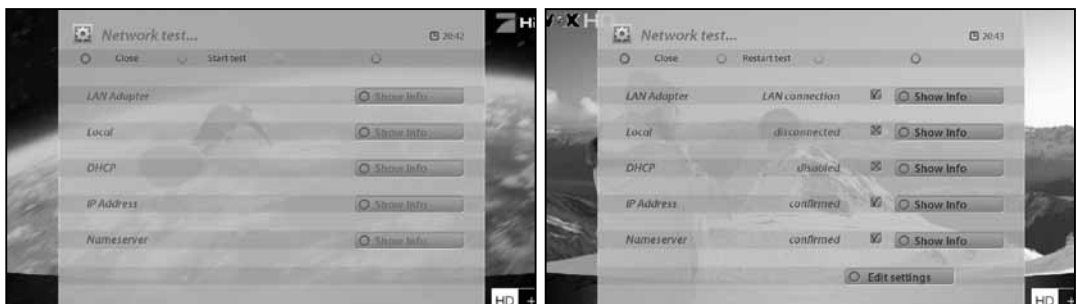 Network test...
20:42
Close Start test
LAN Adapter Show Info
Local Show Info
DHCP Show Info
IP Address Show Info
Nameserver Show Info
Hi
HD +
VOX HD
Network test...
20:43
Close Restart test
LAN Adapter LAN connection Show Info
Local disconnected Show Info
DHCP disabled Show Info
IP Address confirmed Show Info
Nameserver confirmed Show Info
Edit settings
HD +